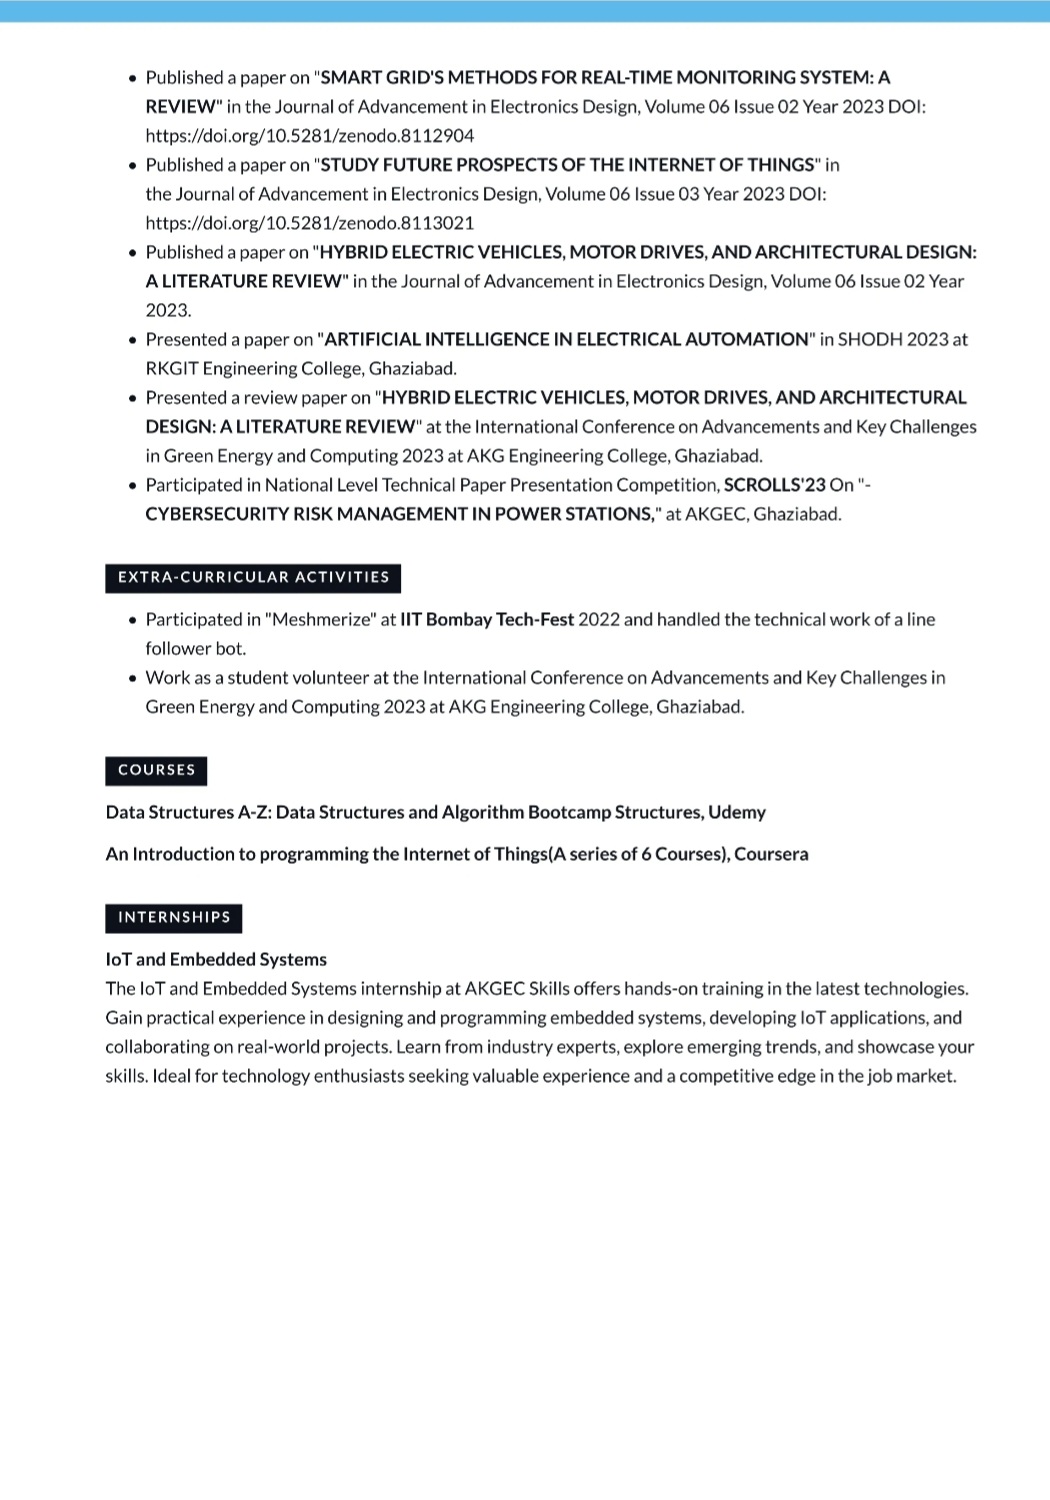 • Published a paper on "SMART GRID'S METHODS FOR REAL-TIME MONITORING SYSTEM: A
REVIEW" in the Journal of Advancement in Electronics Design, Volume 06 Issue 02 Year 2023 DOI:
https://doi.org/10.5281/zenodo.8112904
• Published a paper on "STUDY FUTURE PROSPECTS OF THE INTERNET OF THINGS" in
the Journal of Advancement in Electronics Design, Volume 06 Issue 03 Year 2023 DOI:
https://doi.org/10.5281/zenodo.8113021
• Published a paper on "HYBRID ELECTRIC VEHICLES, MOTOR DRIVES, AND ARCHITECTURAL DESIGN:
A LITERATURE REVIEW" in the Journal of Advancement in Electronics Design, Volume 06 Issue 02 Year
2023.
• Presented a paper on "ARTIFICIAL INTELLIGENCE IN ELECTRICAL AUTOMATION" in SHODH 2023 at
RKGIT Engineering College, Ghaziabad.
• Presented a review paper on "HYBRID ELECTRIC VEHICLES, MOTOR DRIVES, AND ARCHITECTURAL
DESIGN: A LITERATURE REVIEW" at the International Conference on Advancements and Key Challenges
in Green Energy and Computing 2023 at AKG Engineering College, Ghaziabad.
• Participated in National Level Technical Paper Presentation Competition, SCROLLS'23 On "-
CYBERSECURITY RISK MANAGEMENT IN POWER STATIONS," at AKGEC, Ghaziabad.
EXTRA-CURRICULAR ACTIVITIES
• Participated in "Meshmerize" at IIT Bombay Tech-Fest 2022 and handled the technical work of a line
follower bot.
• Work as a student volunteer at the International Conference on Advancements and Key Challenges in
Green Energy and Computing 2023 at AKG Engineering College, Ghaziabad.
COURSES
Data Structures A-Z: Data Structures and Algorithm Bootcamp Structures, Udemy
An Introduction to programming the Internet of Things(A series of 6 Courses), Coursera
INTERNSHIPS
IoT and Embedded Systems
The IoT and Embedded Systems internship at AKGEC Skills offers hands-on training in the latest technologies.
Gain practical experience in designing and programming embedded systems, developing IoT applications, and
collaborating on real-world projects. Learn from industry experts, explore emerging trends, and showcase your
skills. Ideal for technology enthusiasts seeking valuable experience and a competitive edge in the job market.